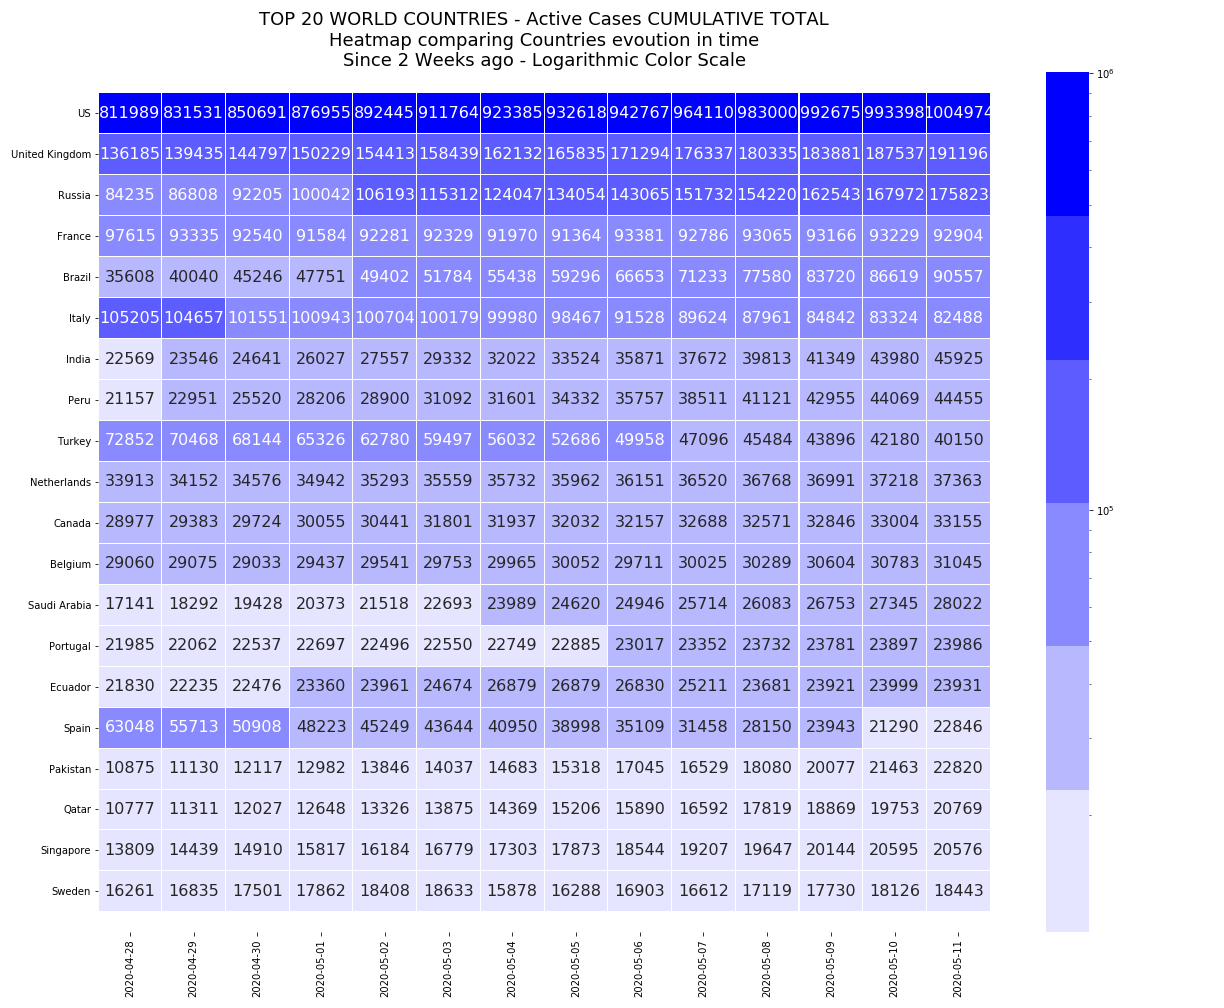 TOP 20 WORLD COUNTRIES - Active Cases CUMULATIVE TOTAL
Heatmap comparing Countries evoution in time
Since 2 Weeks ago - Logarithmic Color Scale
US 811989 831531 850691 876955 892445 911764 923385 932618 942767 964110 983000 992675 993398 1004974
United Kingdom 136185 139435 144797 150229 154413 158439 162132 165835 171294 176337 180335 183881 187537 191196
Russia 84235 86808 92205 100042 106193 115312 124047 134054 143065 151732 154220 162543 167972 175823
France 97615 93335 92540 91584 92281 92329 91970 91364 93381 92786 93065 93166 93229 92904
Brazil 35608 40040 45246 47751 49402 51784 55438 59296 66653 71233 77580 83720 86619 90557
Italy 105205 104657 101551 100943 100704 100179 99980 98467 91528 89624 87961 84842 83324 82488
India 22569 23546 24641 26027 27557 29332 32022 33524 35871 37672 39813 41349 43980 45925
Peru 21157 22951 25520 28206 28900 31092 31601 34332 35757 38511 41121 42955 44069 44455
Turkey 72852 70468 68144 65326 62780 59497 56032 52686 49958 47096 45484 43896 42180 40150
Netherlands 33913 34152 34576 34942 35293 35559 35732 35962 36151 36520 36768 36991 37218 37363
Canada 28977 29383 29724 30055 30441 31801 31937 32032 32157 32688 32571 32846 33004 33155
Belgium 29060 29075 29033 29437 29541 29753 29965 30052 29711 30025 30289 30604 30783 31045
Saudi Arabia 17141 18292 19428 20373 21518 22693 23989 24620 24946 25714 26083 26753 27345 28022
Portugal 21985 22062 22537 22697 22496 22550 22749 22885 23017 23352 23732 23781 23897 23986
Ecuador 21830 22235 22476 23360 23961 24674 26879 26879 26830 25211 23681 23921 23999 23931
Spain 63048 55713 50908 48223 45249 43644 40950 38998 35109 31458 28150 23943 21290 22846
Pakistan 10875 11130 12117 12982 13846 14037 14683 15318 17045 16529 18080 20077 21463 22820
Qatar 10777 11311 12027 12648 13326 13875 14369 15206 15890 16592 17819 18869 19753 20769
Singapore 13809 14439 14910 15817 16184 16779 17303 17873 18544 19207 19647 20144 20595 20576
Sweden 16261 16835 17501 17862 18408 18633 15878 16288 16903 16612 17119 17730 18126 18443
2020-04-28 2020-04-29 2020-04-30 2020-05-01 2020-05-02 2020-05-03 2020-05-04 2020-05-05 2020-05-06 2020-05-07 2020-05-08 2020-05-09 2020-05-10 2020-05-11
10⁶
10⁵